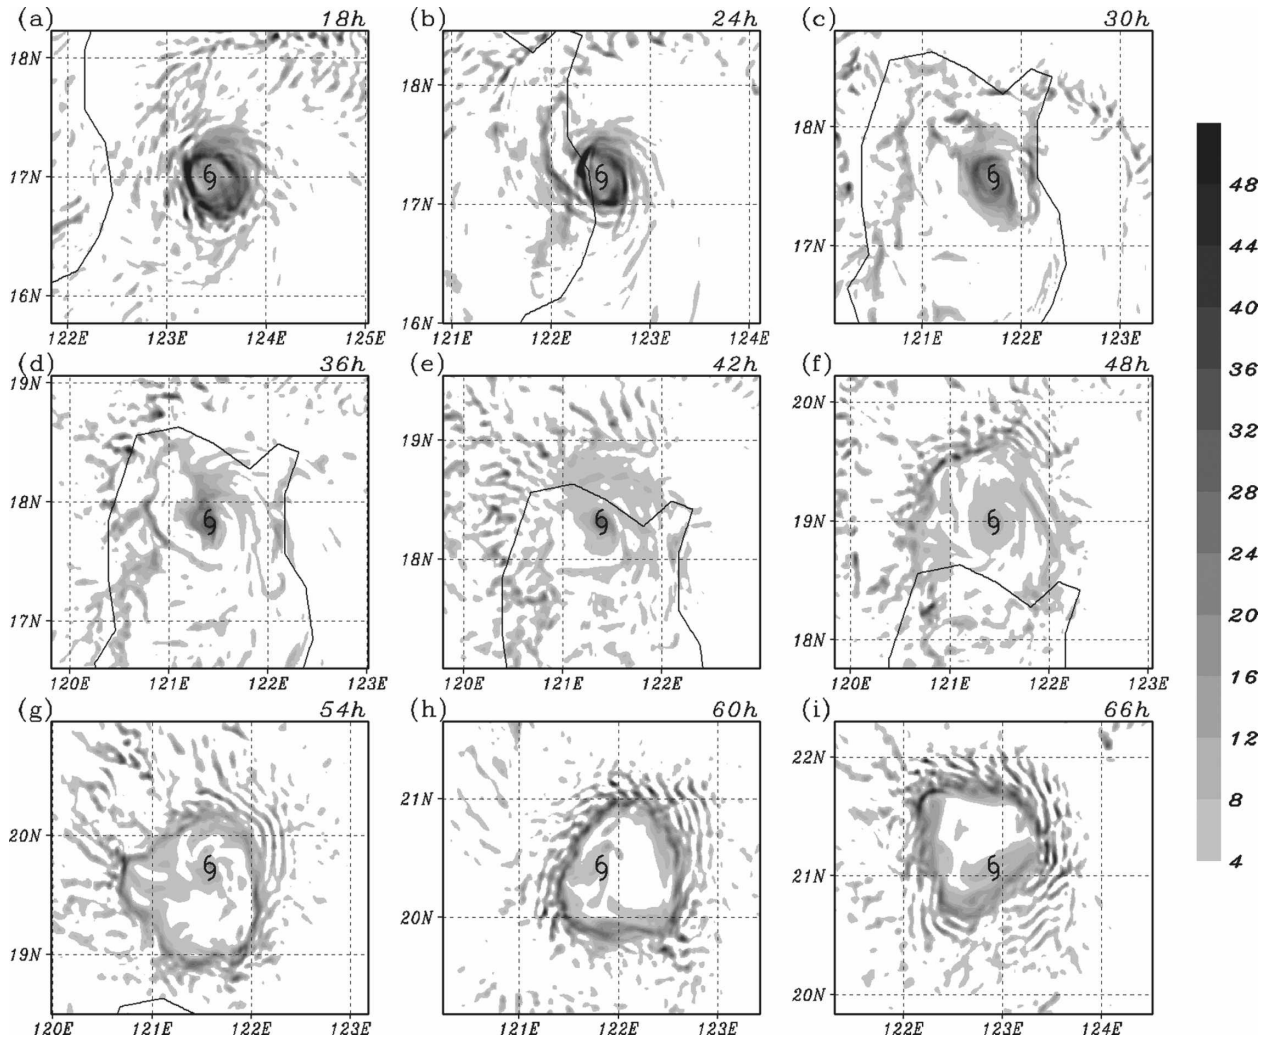 (a) 18h (b) 24h (c) 30h
18N 17N 16N 122E 123E 124E 125E
18N 17N 16N 121E 122E 123E 124E
18N 17N 121E 122E 123E
(d) 36h (e) 42h (f) 48h
19N 18N 17N 120E 121E 122E 123E
19N 18N 120E 121E 122E
20N 19N 18N 120E 121E 122E 123E
(g) 54h (h) 60h (i) 66h
20N 19N 120E 121E 122E 123E
21N 20N 121E 122E 123E
22N 21N 20N 122E 123E 124E
48
44
40
36
32
28
24
20
16
12
8
4